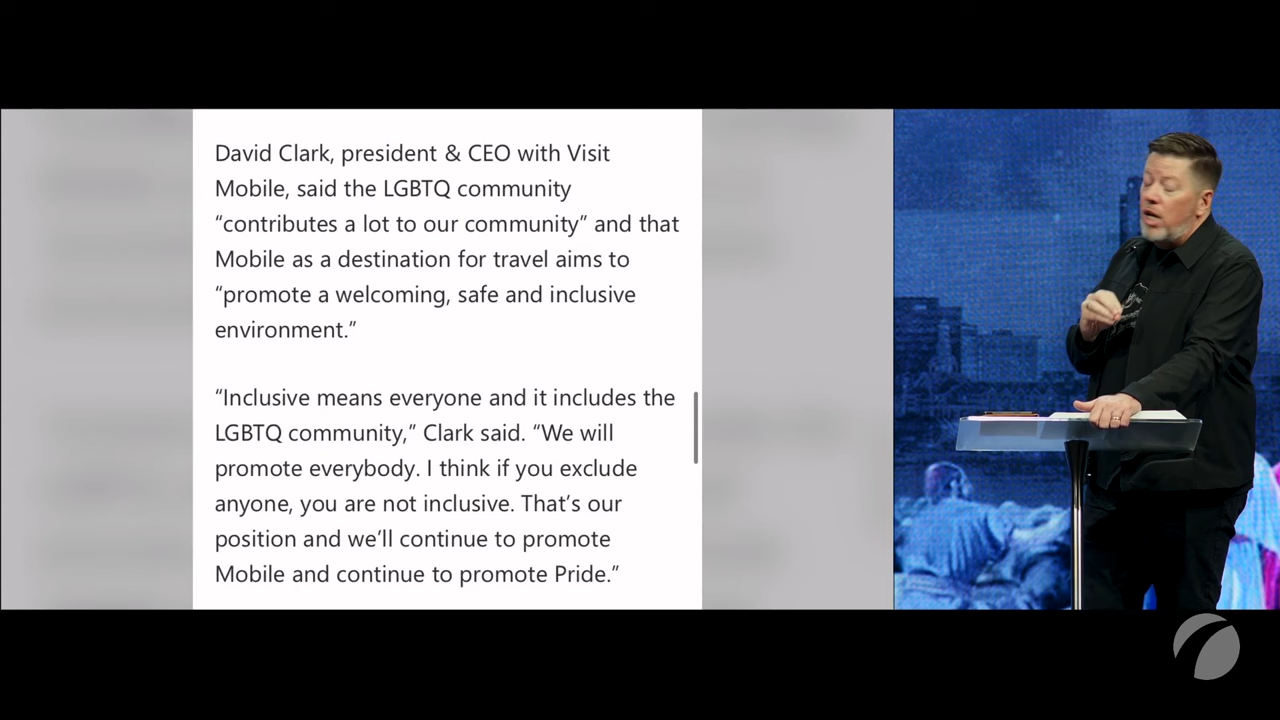 David Clark, president & CEO with Visit
Mobile, said the LGBTQ community
“contributes a lot to our community” and that
Mobile as a destination for travel aims to
“promote a welcoming, safe and inclusive
environment.”
“Inclusive means everyone and it includes the
LGBTQ community,” Clark said. “We will
promote everybody. I think if you exclude
anyone, you are not inclusive. That’s our
position and we’ll continue to promote
Mobile and continue to promote Pride.”